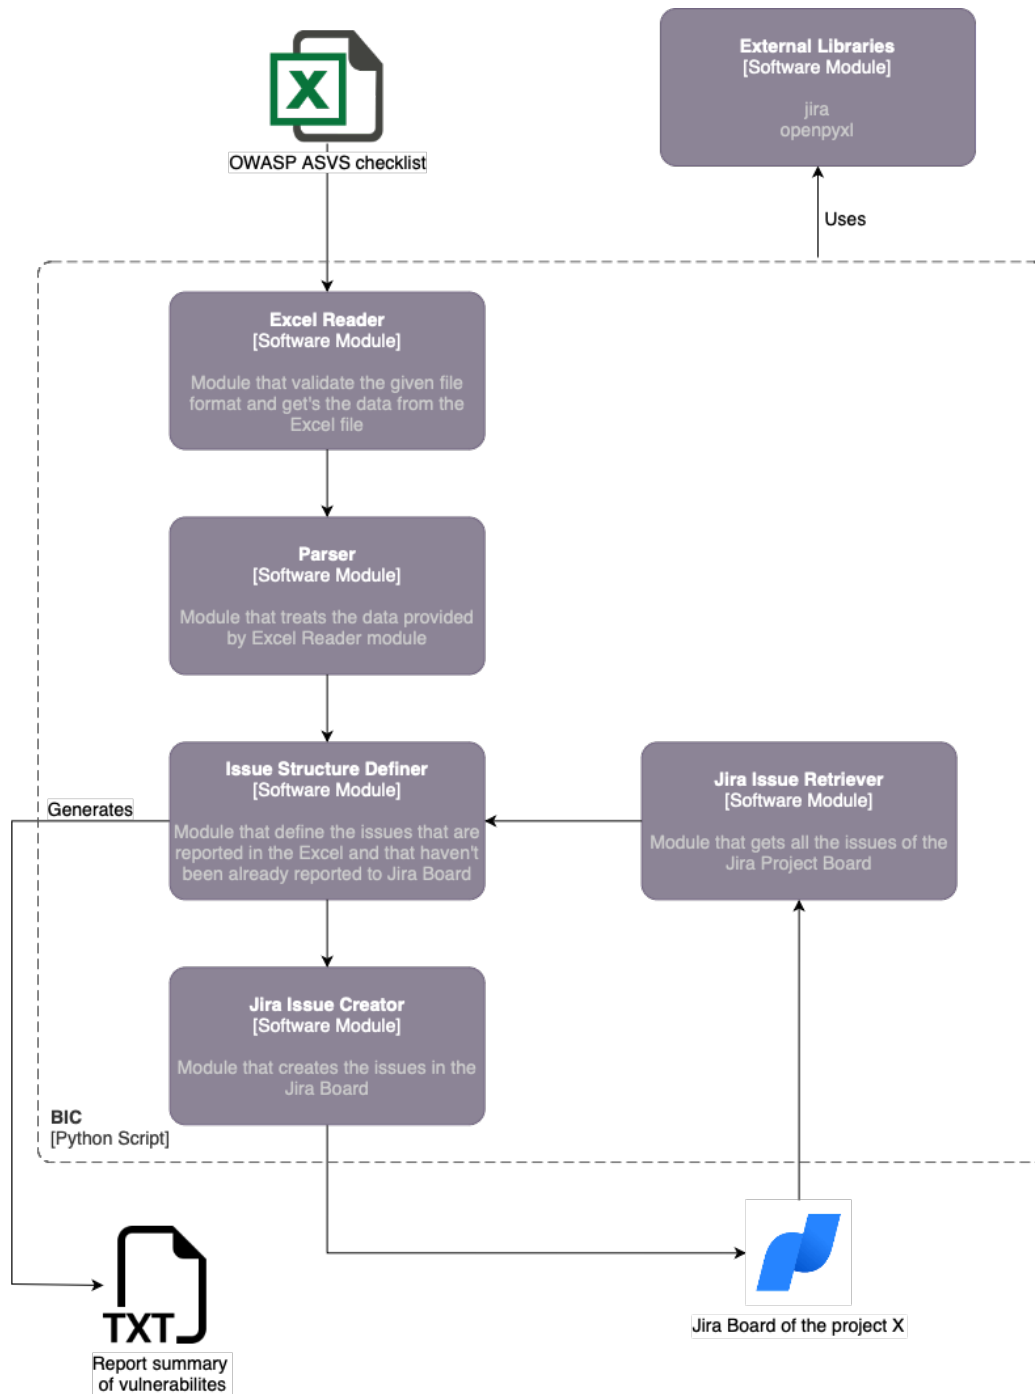 External Libraries
[Software Module]
jira
openpyxl
X
OWASP ASVS checklist
Uses
Excel Reader
[Software Module]
Module that validate the given file
format and get's the data from the
Excel file
Parser
[Software Module]
Module that treats the data provided
by Excel Reader module
Issue Structure Definer
[Software Module]
Module that define the issues that are
reported in the Excel and that haven't
been already reported to Jira Board
Jira Issue Retriever
[Software Module]
Module that gets all the issues of the
Jira Project Board
Generates
Jira Issue Creator
[Software Module]
Module that creates the issues in the
Jira Board
BIC
[Python Script]
TXT
Report summary
of vulnerabilites
Jira Board of the project X